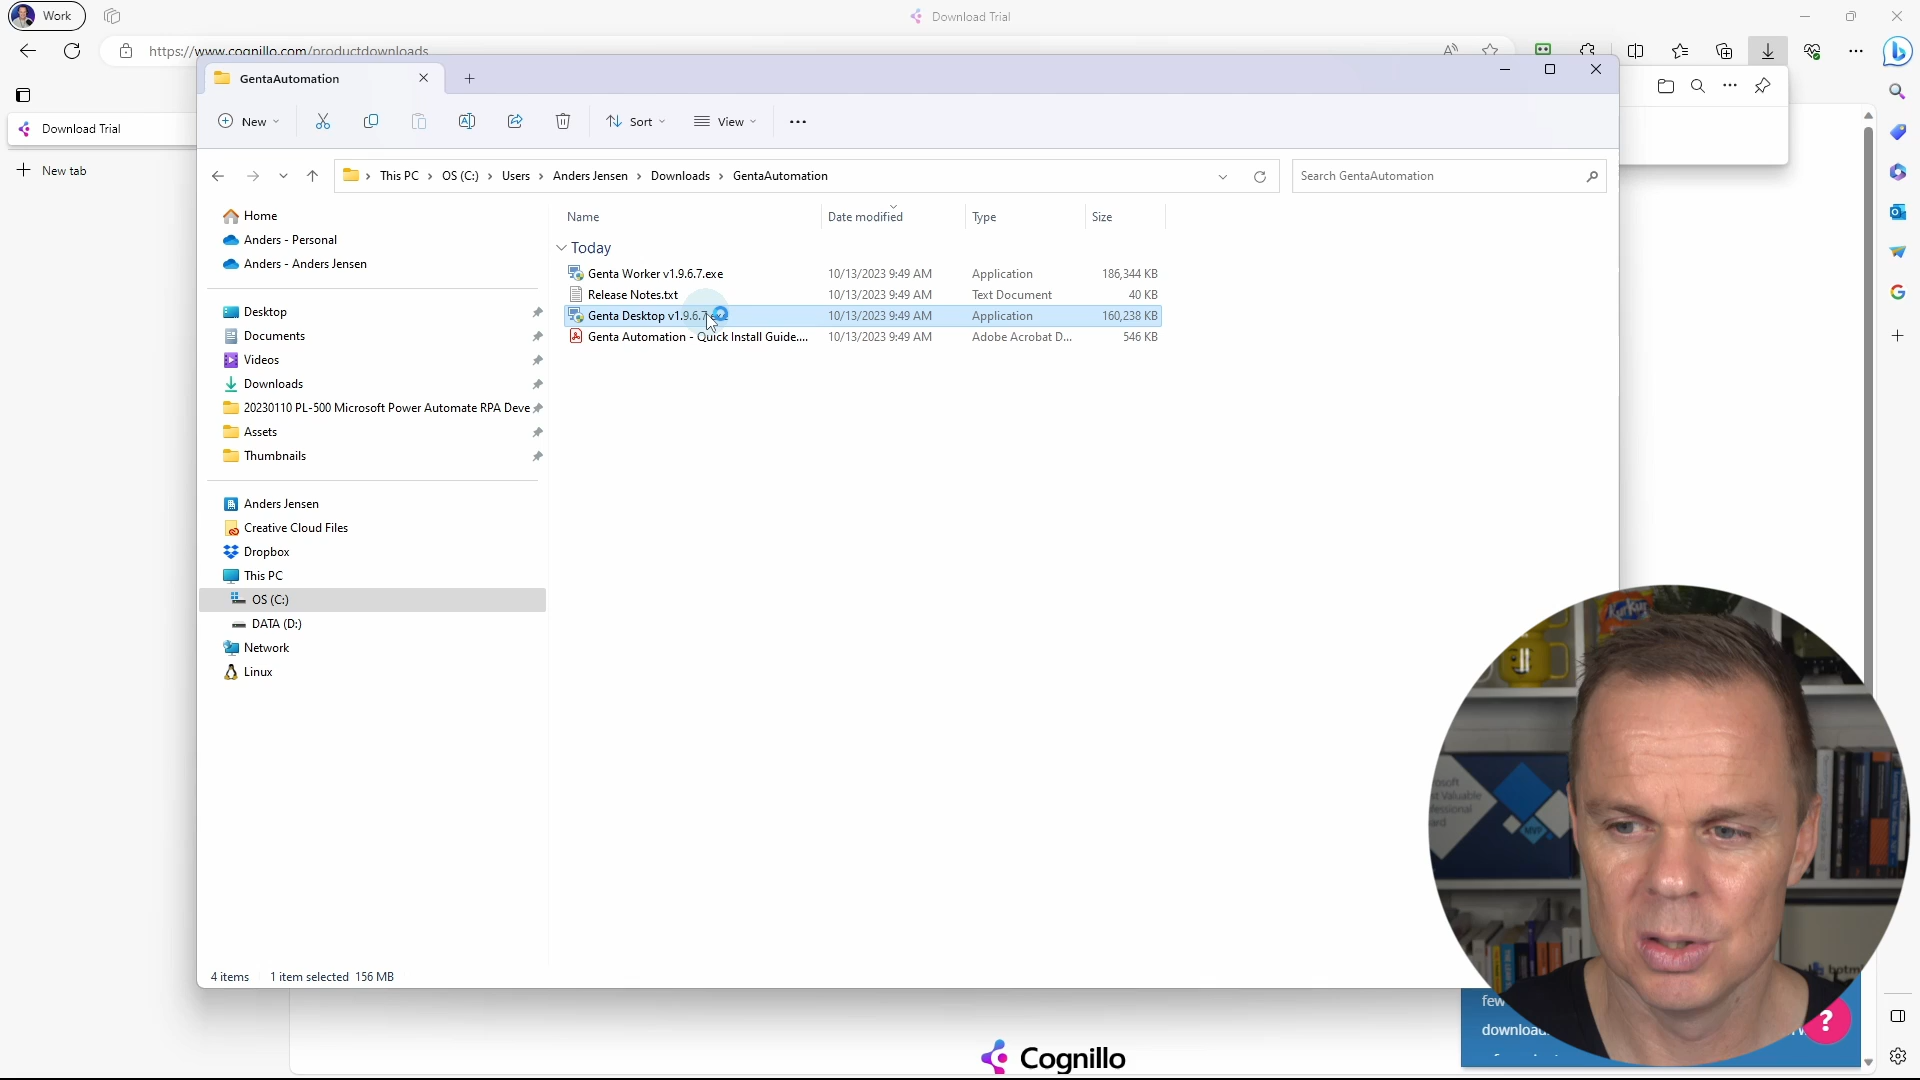 Work
Download Trial
https://www.cognillo.com/productdownloads
GentaAutomation
Download Trial
New tab
New
Sort
View
This PC
OS (C:)
Users
Anders Jensen
Downloads
GentaAutomation
Search GentaAutomation
Home
Anders - Personal
Anders - Anders Jensen
Desktop
Documents
Videos
Downloads
20230110 PL-500 Microsoft Power Automate RPA Deve
Assets
Thumbnails
Anders Jensen
Creative Cloud Files
Dropbox
This PC
OS (C:)
DATA (D:)
Network
Linux
Name Date modified Type Size
Today
Genta Worker v1.9.6.7.exe 10/13/2023 9:49 AM Application 186,344 KB
Release Notes.txt 10/13/2023 9:49 AM Text Document 40 KB
Genta Desktop v1.9.6.7.exe 10/13/2023 9:49 AM Application 160,238 KB
Genta Automation - Quick Install Guide.... 10/13/2023 9:49 AM Adobe Acrobat D... 546 KB
4 items 1 item selected 156 MB
MVP
few
?
Cognillo